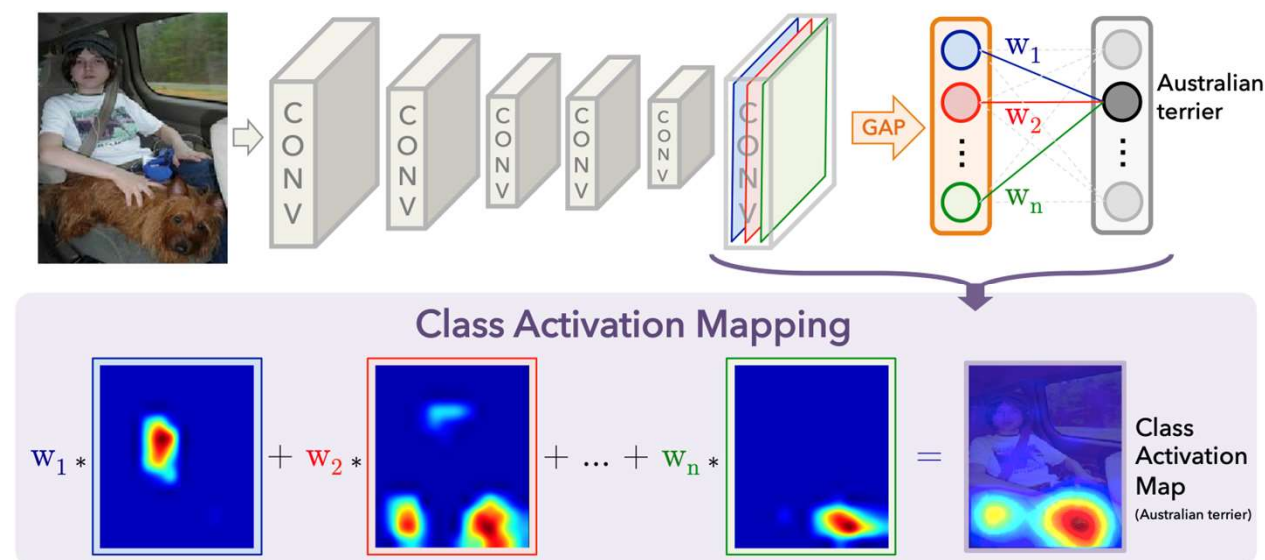 CONV
CONV
CONV
CONV
CONV
CONV
GAP
w1
w2
⋮
wn
⋮
Australian
terrier
Class Activation Mapping
w1 * + w2 * + ... + wn * =
Class
Activation
Map
(Australian terrier)